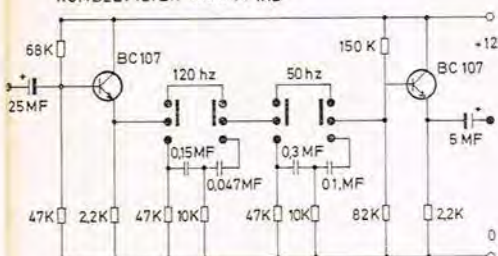 68K
BC107
25MF
120 hz
50 hz
150 K
+12
BC 107
5 MF
0,15MF
0,047MF
0,3 MF
01.MF
47K
2,2K
47K
10K
47K
10K
82K
2,2K
0